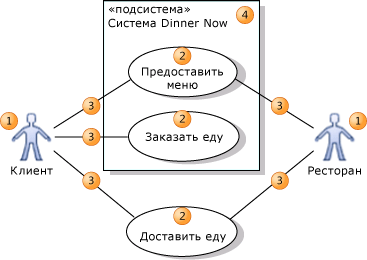 «подсистема»
Система Dinner Now
4
2
Предоставить
меню
3
3
1
2
1
3
Заказать еду
Клиент
Ресторан
3
3
2
Доставить еду